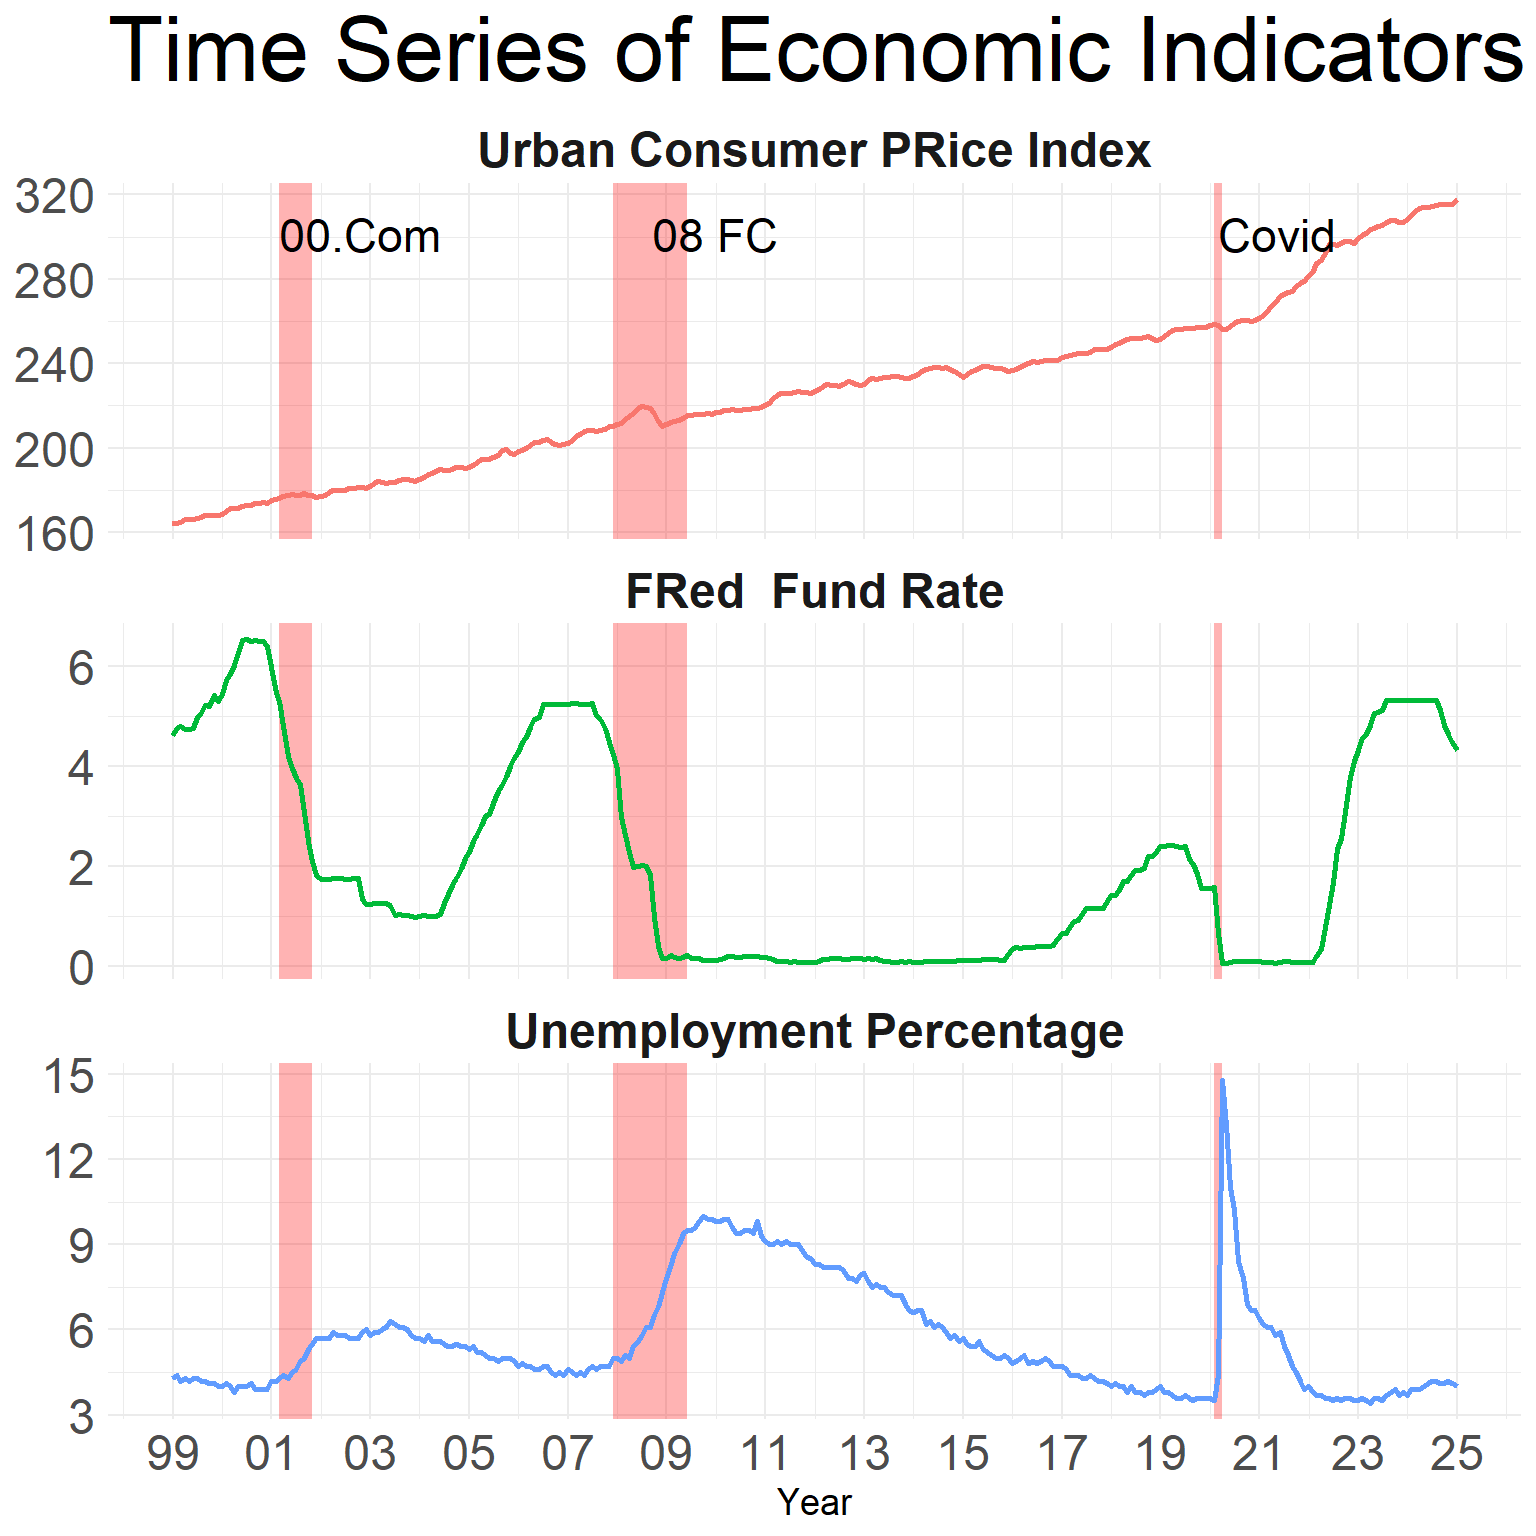 Time Series of Economic Indicators
Urban Consumer PRice Index
320
280
240
200
160
00.Com
08 FC
Covid
FRed  Fund Rate
6
4
2
0
Unemployment Percentage
15
12
9
6
3
99 01 03 05 07 09 11 13 15 17 19 21 23 25
Year